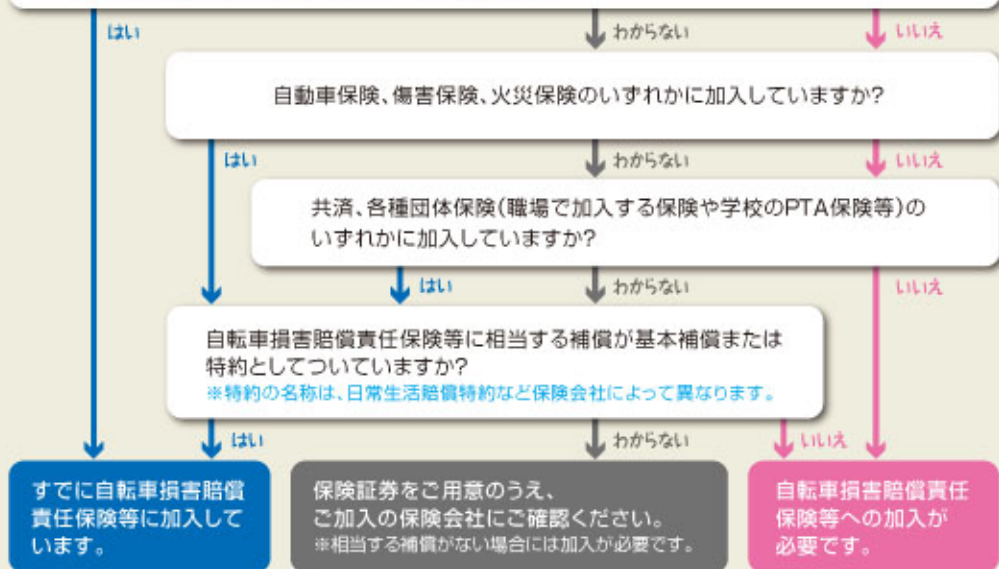 はい
わからない
いいえ
自動車保険、傷害保険、火災保険のいずれかに加入していますか?
はい
わからない
いいえ
共済、各種団体保険(職場で加入する保険や学校のPTA保険等)の
いずれかに加入していますか?
はい
わからない
いいえ
自転車損害賠償責任保険等に相当する補償が基本補償または
特約としてついていますか?
※特約の名称は、日常生活賠償特約など保険会社によって異なります。
はい
わからない
いいえ
すでに自転車損害賠償
責任保険等に加入して
います。
保険証券をご用意のうえ、
ご加入の保険会社にご確認ください。
※相当する補償がない場合には加入が必要です。
自転車損害賠償責任
保険等への加入が
必要です。